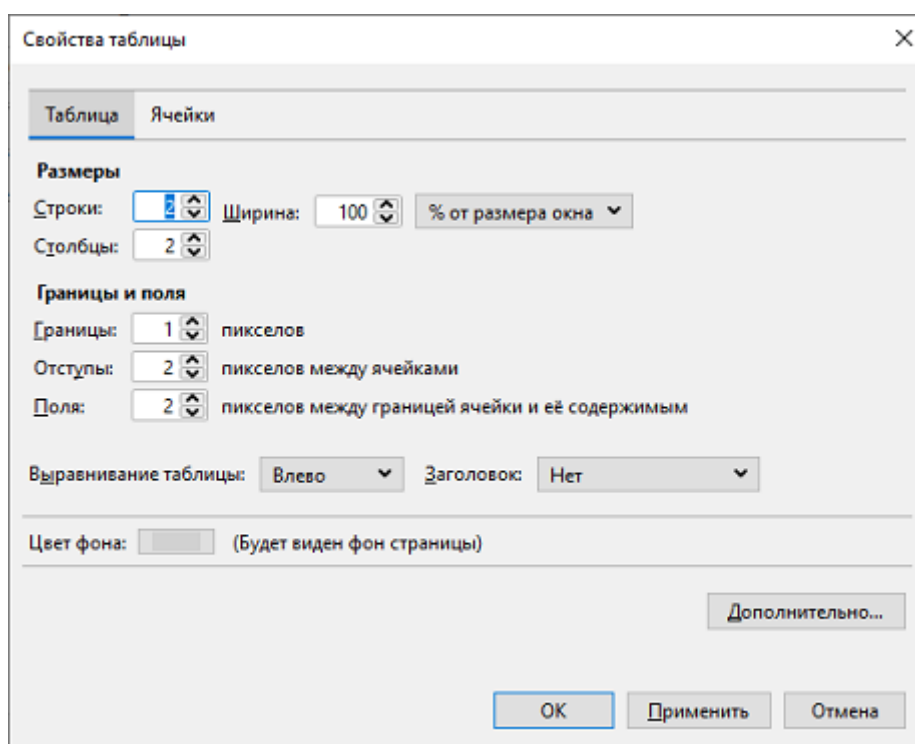 Свойства таблицы
Таблица Ячейки
Размеры
Строки: 2 Ширина: 100 % от размера окна
Столбцы: 2
Границы и поля
Границы: 1 пикселов
Отступы: 2 пикселов между ячейками
Поля: 2 пикселов между границей ячейки и её содержимым
Выравнивание таблицы: Влево Заголовок: Нет
Цвет фона: (Будет виден фон страницы)
Дополнительно...
OK Применить Отмена